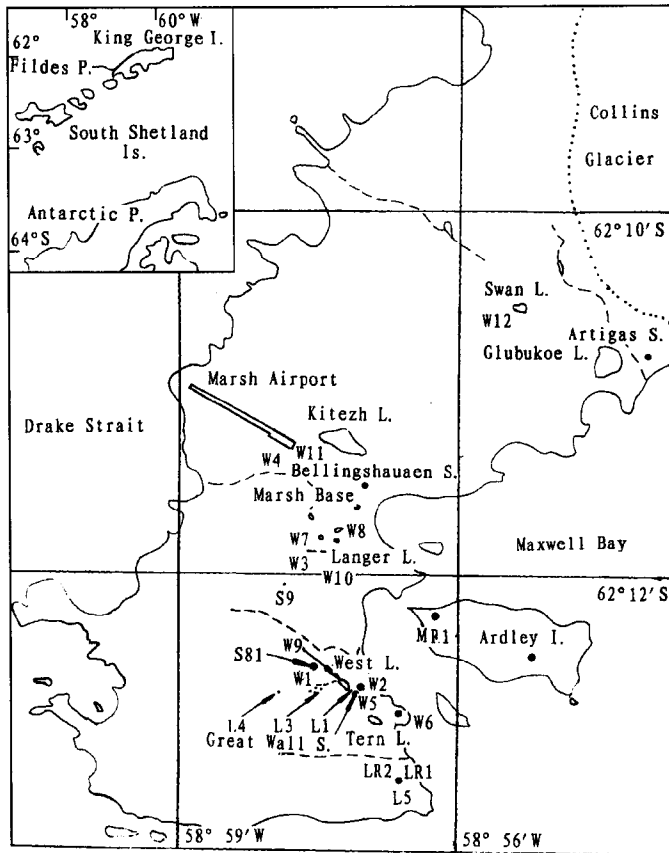 58° 60°W
62°
King George I.
Fildes P.
63°
South Shetland
Is.
Antarctic P.
64°S
Collins
Glacier
62°10′S
Swan L.
W12
Artigas S.
Glubukoe L.
Marsh Airport
Drake Strait
Kitezh L.
W4
W11
Bellingshauaen S.
Marsh Base
W7
W8
W3
Langer L.
W10
Maxwell Bay
62°12′S
S9
MP1
Ardley I.
W9
S81
West L.
W1
W2
W5
L4
L3
L1
W6
Great Wall S.
Tern L.
LR2
LR1
L5
58°59′W
58°56′W